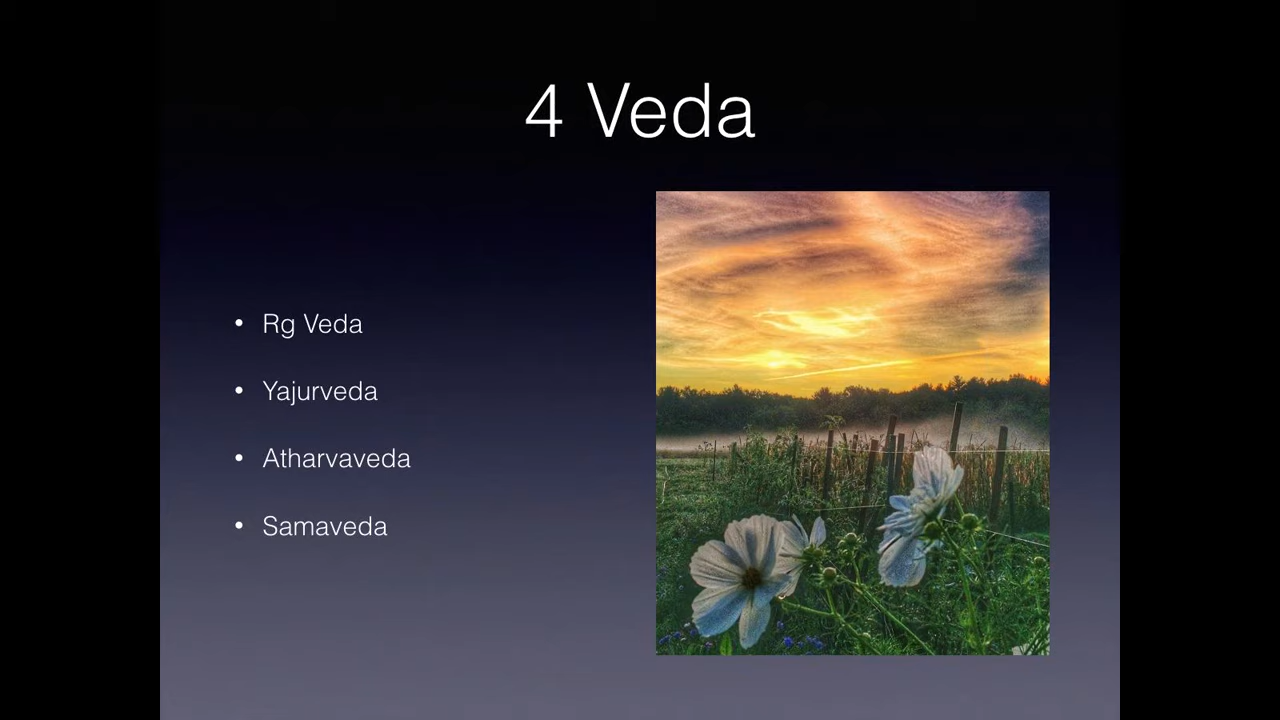 4 Veda
• Rg Veda
• Yajurveda
• Atharvaveda
• Samaveda